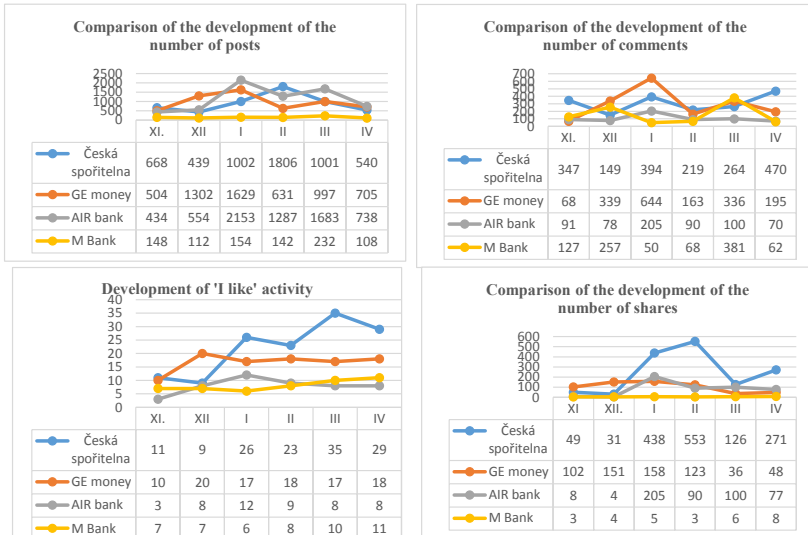 Comparison of the development of the
number of posts
2500
2000
1500
1000
500
0
XI. XII I II III IV
Česká
spořitelna 668 439 1002 1806 1001 540
GE money 504 1302 1629 631 997 705
AIR bank 434 554 2153 1287 1683 738
M Bank 148 112 154 142 232 108
Comparison of the development of the
number of comments
700
600
500
400
300
200
100
0
XI. XII I II III IV
Česká
spořitelna 347 149 394 219 264 470
GE money 68 339 644 163 336 195
AIR bank 91 78 205 90 100 70
M Bank 127 257 50 68 381 62
Development of 'I like' activity
40
35
30
25
20
15
10
5
0
XI. XII I II III IV
Česká
spořitelna 11 9 26 23 35 29
GE money 10 20 17 18 17 18
AIR bank 3 8 12 9 8 8
M Bank 7 7 6 8 10 11
Comparison of the development of the
number of shares
600
500
400
300
200
100
0
XI XII. I II III IV
Česká
spořitelna 49 31 438 553 126 271
GE money 102 151 158 123 36 48
AIR bank 8 4 205 90 100 77
M Bank 3 4 5 3 6 8